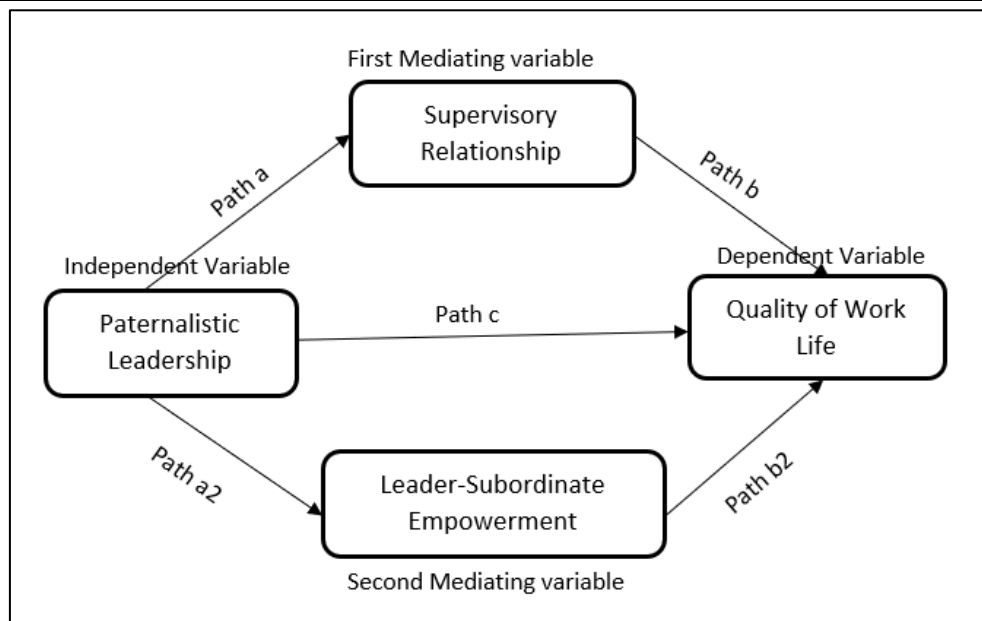 First Mediating variable
Supervisory
Relationship
Path a
Path b
Independent Variable
Dependent Variable
Paternalistic
Leadership
Path c
Quality of Work
Life
Path a2
Leader-Subordinate
Empowerment
Path b2
Second Mediating variable